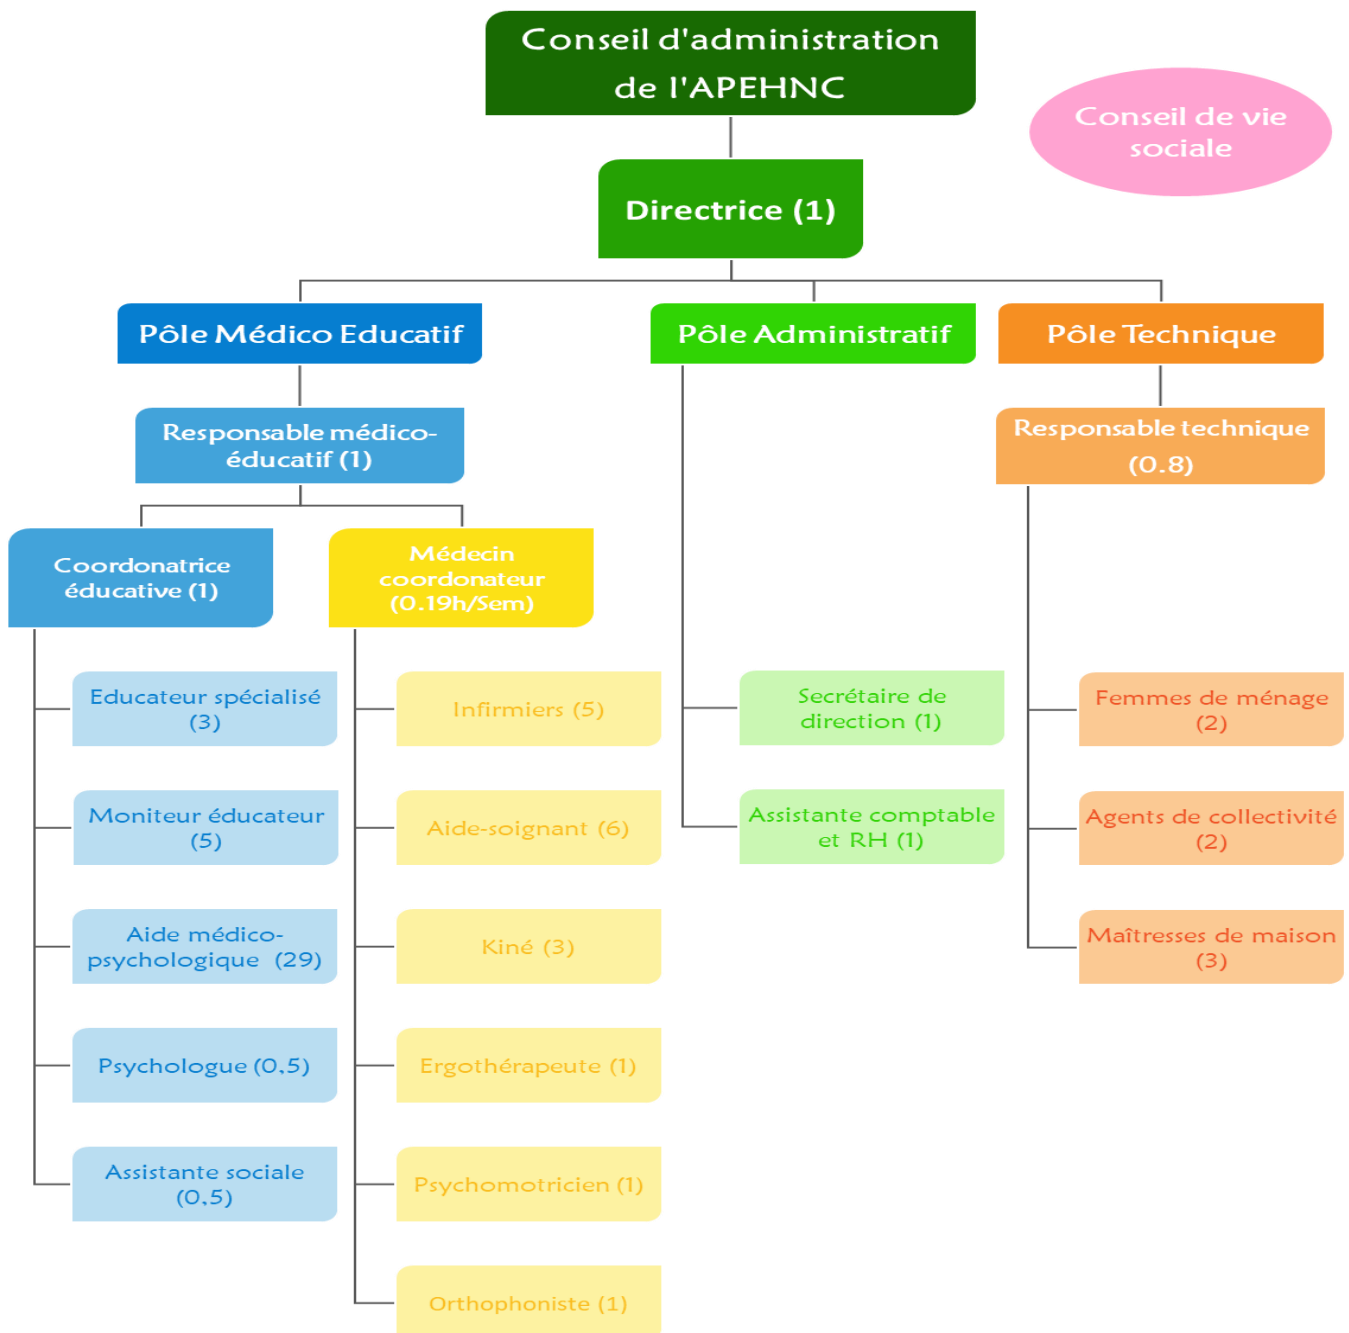 Conseil d'administration
de l'APEHNC
Conseil de vie
sociale
Directrice (1)
Pôle Médico Educatif
Pôle Administratif
Pôle Technique
Responsable médico-
éducatif (1)
Responsable technique
(0.8)
Coordonatrice
éducative (1)
Médecin
coordonateur
(0.19h/Sem)
Educateur spécialisé
(3)
Moniteur éducateur
(5)
Aide médico-
psychologique (29)
Psychologue (0,5)
Assistante sociale
(0,5)
Infirmiers (5)
Aide-soignant (6)
Kiné (3)
Ergothérapeute (1)
Psychomotricien (1)
Orthophoniste (1)
Secrétaire de
direction (1)
Assistante comptable
et RH (1)
Femmes de ménage
(2)
Agents de collectivité
(2)
Maîtresses de maison
(3)